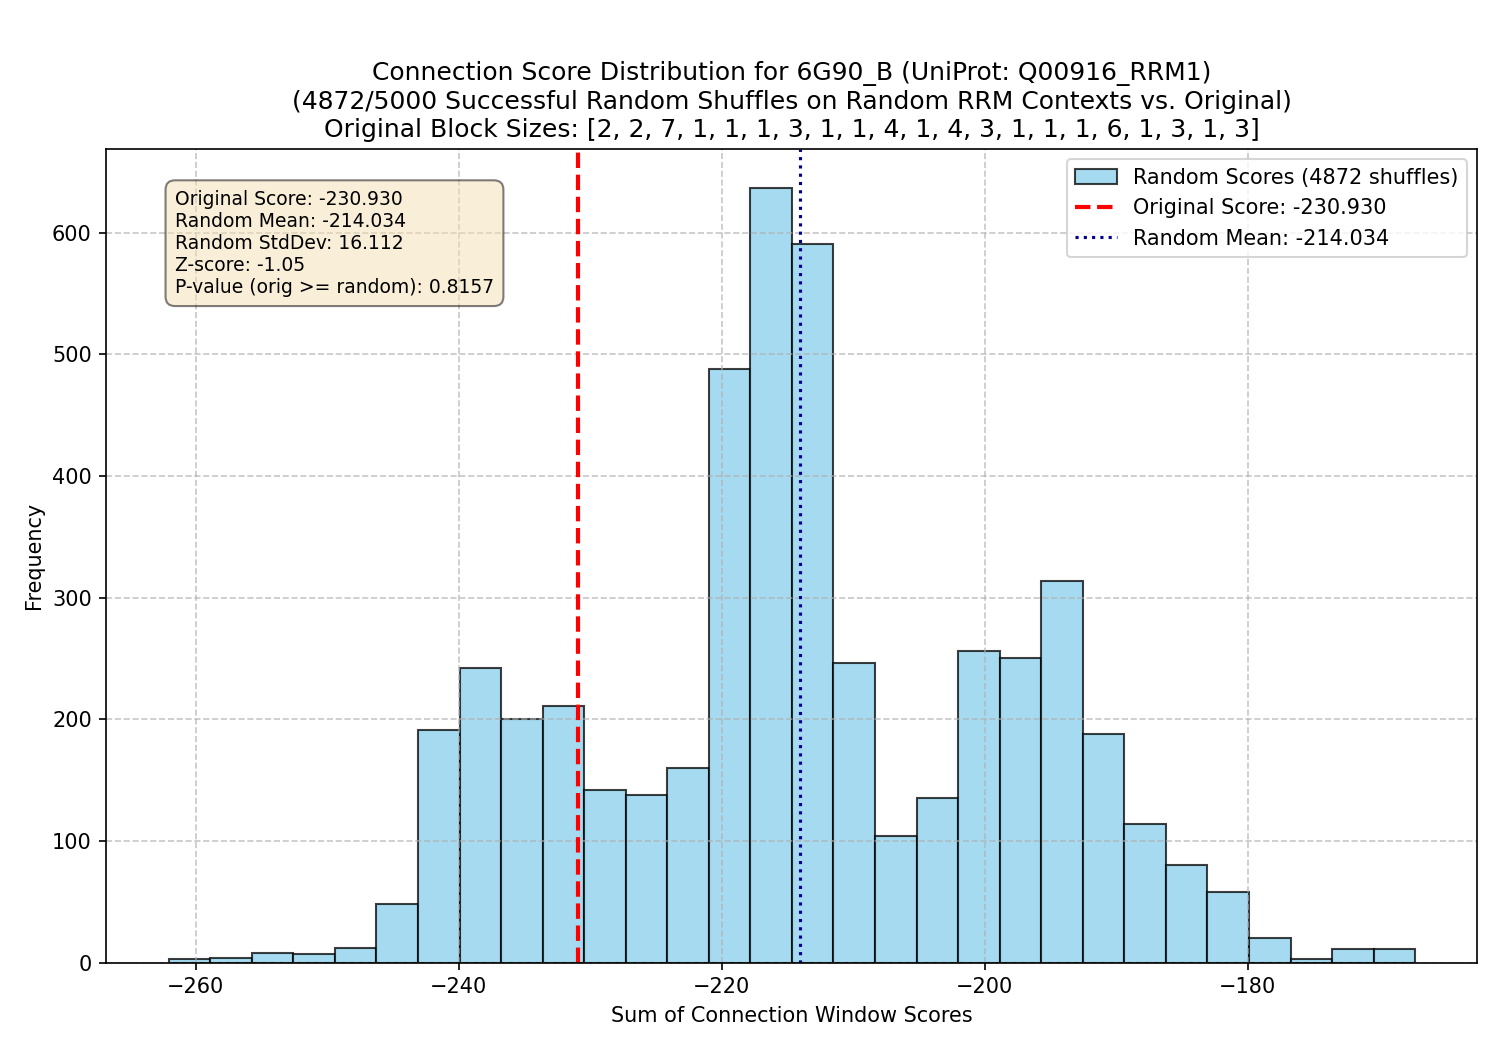 Connection Score Distribution for 6G90_B (UniProt: Q00916_RRM1)
(4872/5000 Successful Random Shuffles on Random RRM Contexts vs. Original)
Original Block Sizes: [2, 2, 7, 1, 1, 1, 3, 1, 1, 4, 1, 4, 3, 1, 1, 1, 6, 1, 3, 1, 3]
Original Score: -230.930
Random Mean: -214.034
Random StdDev: 16.112
Z-score: -1.05
P-value (orig >= random): 0.8157
Random Scores (4872 shuffles)
Original Score: -230.930
Random Mean: -214.034
Frequency
600
500
400
300
200
100
0
−260
−240
−220
−200
−180
Sum of Connection Window Scores